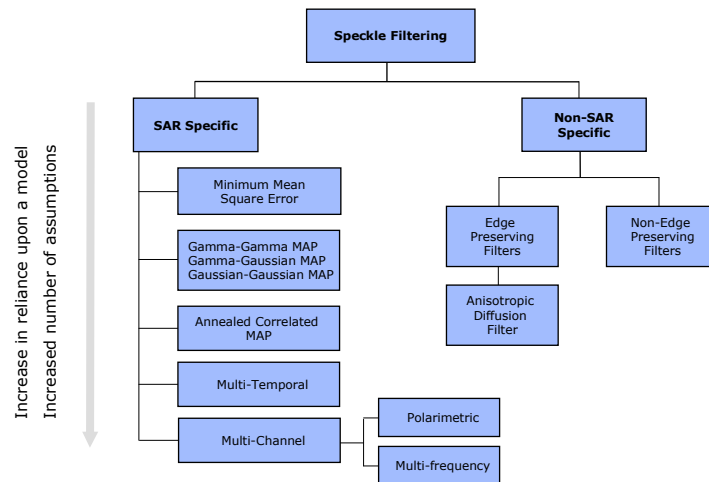 Speckle Filtering
SAR Specific
Non-SAR
Specific
Increase in reliance upon a model
Increased number of assumptions
Minimum Mean
Square Error
Gamma-Gamma MAP
Gamma-Gaussian MAP
Gaussian-Gaussian MAP
Annealed Correlated
MAP
Multi-Temporal
Multi-Channel
Polarimetric
Multi-frequency
Edge
Preserving
Filters
Non-Edge
Preserving
Filters
Anisotropic
Diffusion
Filter